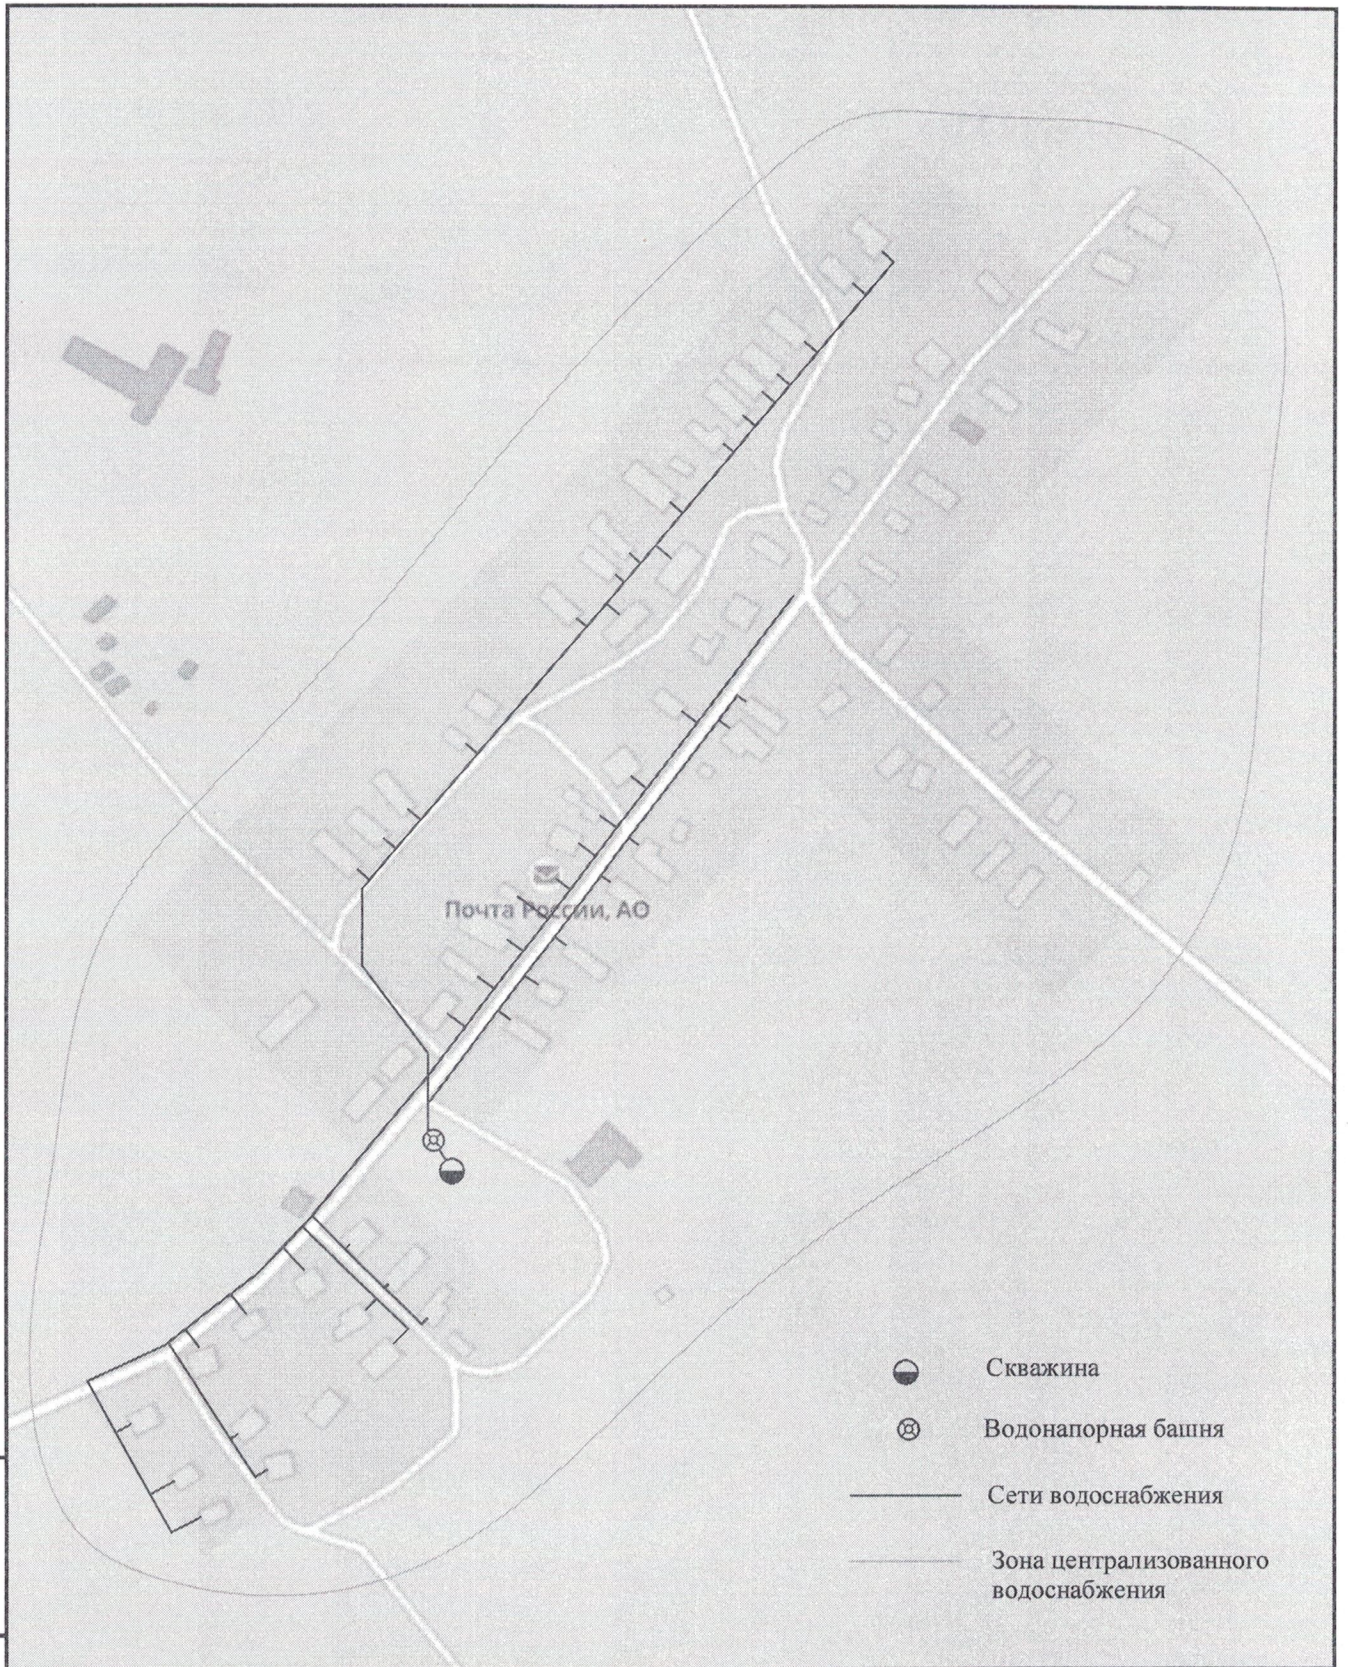 Почта России, АО
Скважина
Водонапорная башня
Сети водоснабжения
Зона централизованного
водоснабжения